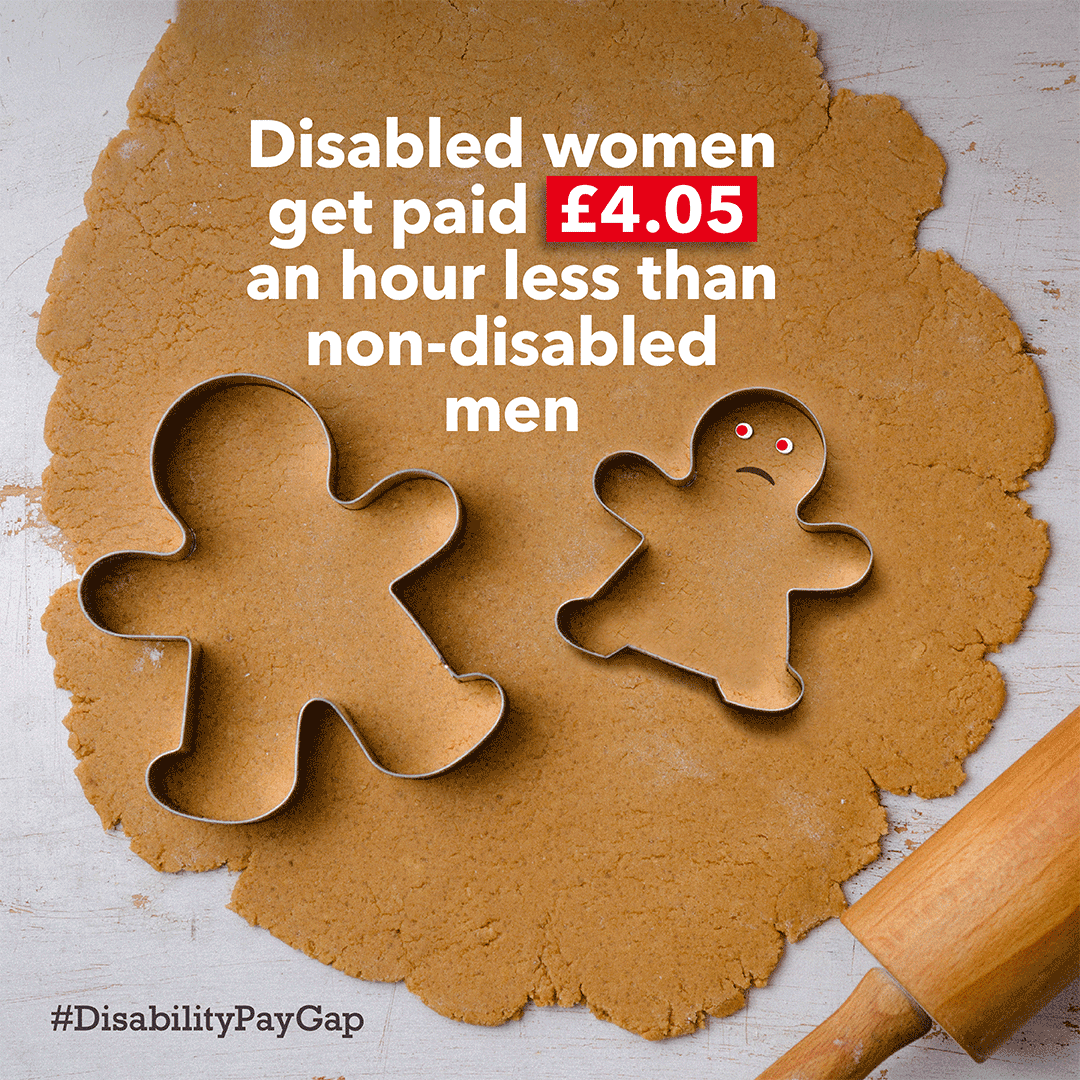 Disabled women
get paid £4.05
an hour less than
non-disabled
men
#DisabilityPayGap